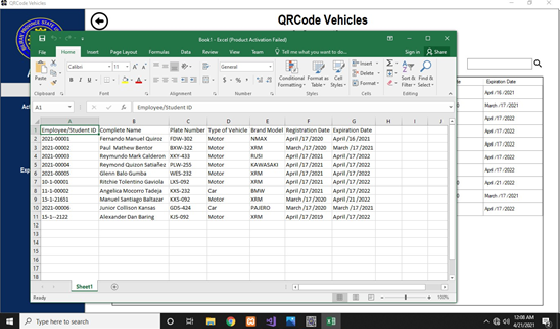 QRCode Vehicles
QRCode Vehicles
Book1 - Excel (Product Activation Failed)
File Home Insert Page Layout Formulas Data Review View Team Tell me what you want to do... Sign in Share
Calibri 11 General Insert
Paste Conditional Formatting Format as Table Cell Styles Delete Format Sort & Filter Find & Select
Clipboard Font Alignment Number Styles Cells Editing
A1 Employee/Student ID
A B C D E F G H I J
1 Employee/Student ID Complete Name Plate Number Type of Vehicle Brand Model Registration Date Expiration Date
2 2021-00001 Fernando Manuel Quiros FDW-302 Motor NMAX April /17/2020 April /16/2021
3 2021-00002 Paul Mathew Bentor BXW-322 Motor XRM March /17/2020 March /17/2021
4 2021-00003 Reymundo Mark Calderon XXY-433 Motor RUSI April /17/2021 April /17/2022
5 2021-00004 Reymond Quizon Satiañe PLW-255 Motor KAWASAKI April /17/2021 April /17/2022
6 2021-00005 Glenn Balo Gumba WES-232 Motor XRM April /17/2021 April /17/2022
7 10-1-00001 Ritchie Tolentino Gaviola LXS-092 Motor XRM April /17/2021 April /17/2022
8 11-1-00002 Angelica Mocorro Tadeja KXS-232 Car BMW April /17/2021 April /17/2022
9 15-1-21651 Manuel Santiago Baltazar KXS-092 Motor XRM March /17/2020 April /21/2022
10 2021-00006 Junior Collison Kansas GDS-424 Car PAJERO March /17/2020 March /17/2021
11 15-1--2122 Alexander Dan Baring KJS-092 Motor XRM April /17/2019 April /17/2022
12
13
14
15
16
17
18
Sheet1
Ready 100%
Expiration Date
April /16/2021
March /17/2021
April /17/2022
April /17/2022
April /17/2022
April /17/2022
April /17/2022
April /21/2022
March /17/2021
April /17/2022
Type here to search
12:08 AM
4/21/2021